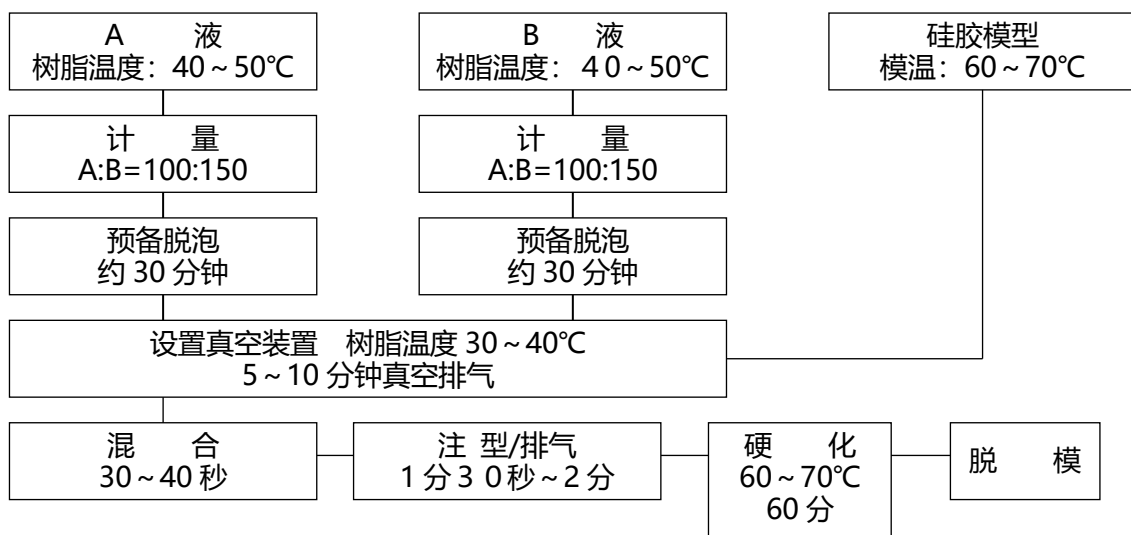 A 液
树脂温度：40～50℃
B 液
树脂温度：４０～50℃
硅胶模型
模温：60～70℃
计 量
A:B=100:150
计 量
A:B=100:150
预备脱泡
约 30 分钟
预备脱泡
约 30 分钟
设置真空装置 树脂温度 30～40℃
5～10 分钟真空排气
混 合
30～40 秒
注 型/排气
１分３０秒～２分
硬 化
60～70℃
60 分
脱 模